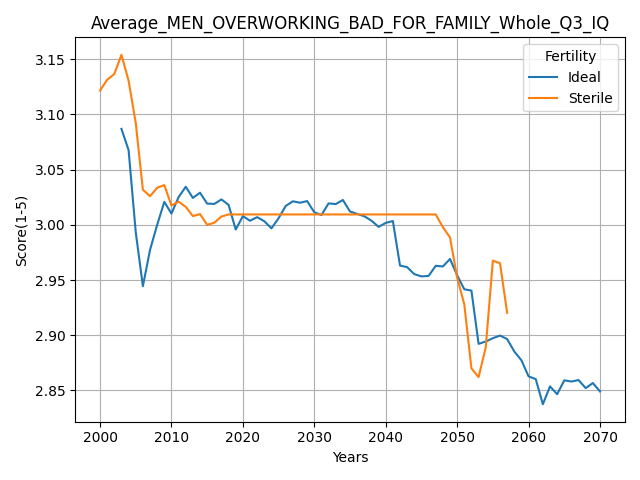 Average_MEN_OVERWORKING_BAD_FOR_FAMILY_Whole_Q3_IQ
Fertility
Ideal
Sterile
Score(1-5)
3.15
3.10
3.05
3.00
2.95
2.90
2.85
2000 2010 2020 2030 2040 2050 2060 2070
Years